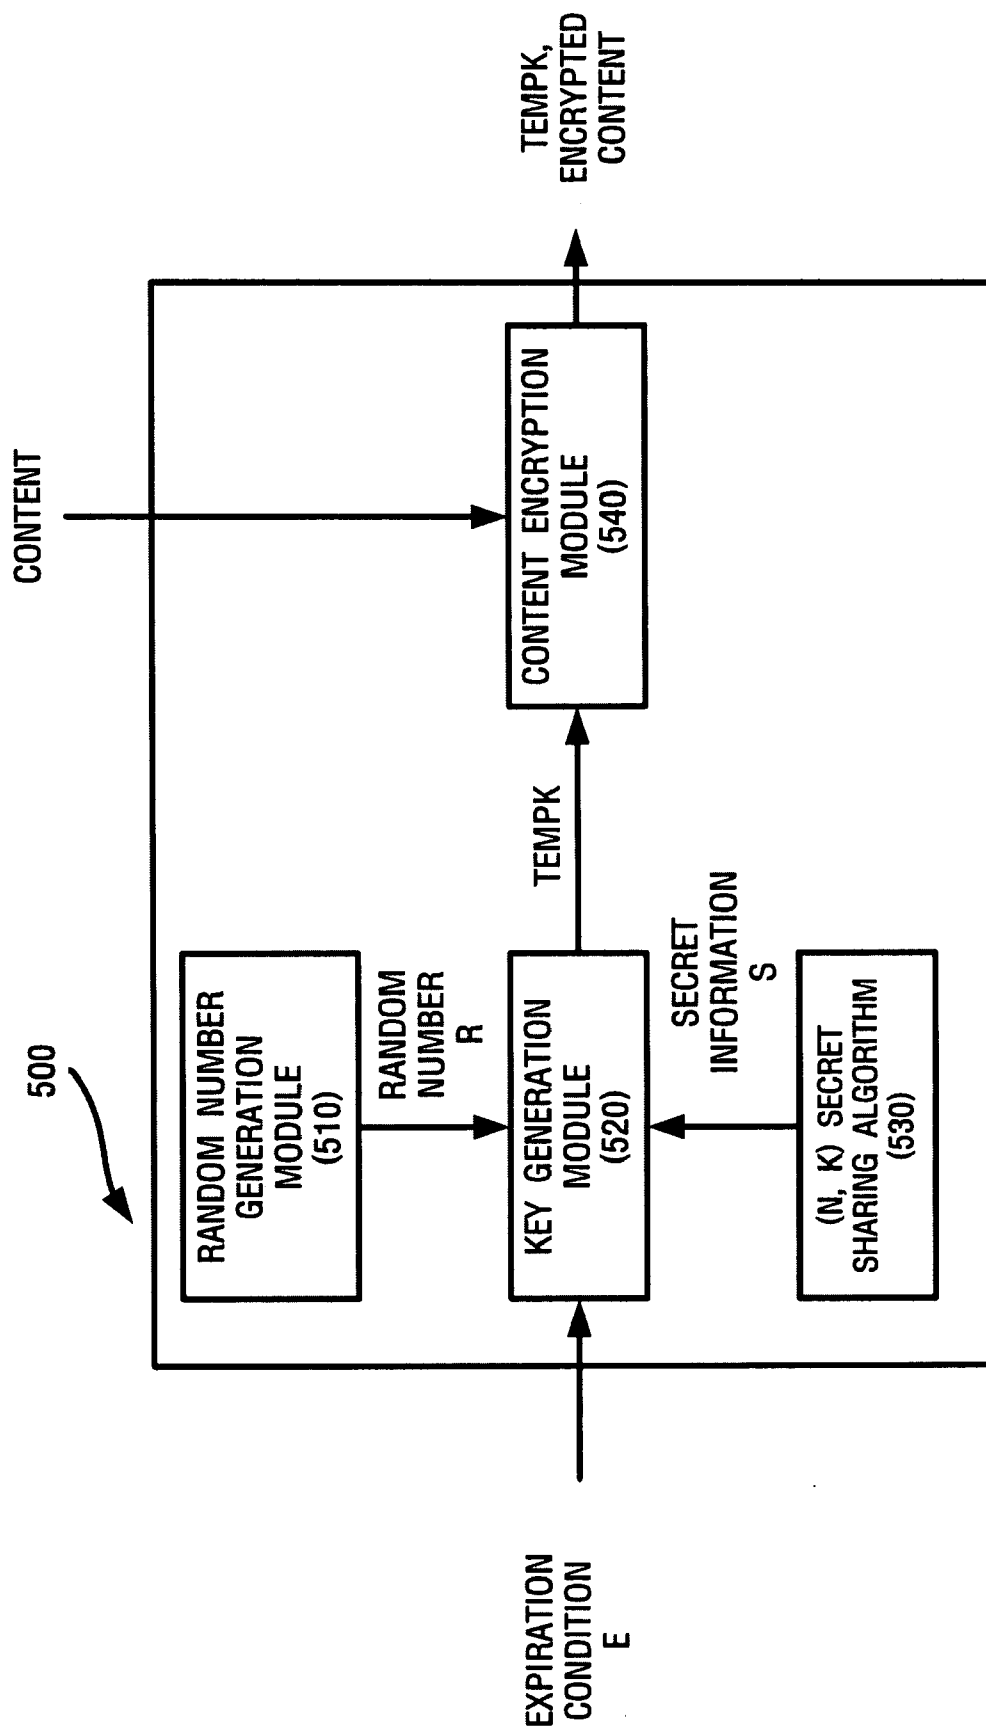 500
CONTENT
RANDOM NUMBER
GENERATION
MODULE
(510)
RANDOM
NUMBER
R
EXPIRATION
CONDITION
E
KEY GENERATION
MODULE
(520)
TEMPK
CONTENT ENCRYPTION
MODULE
(540)
TEMPK,
ENCRYPTED
CONTENT
SECRET
INFORMATION
S
(N, K) SECRET
SHARING ALGORITHM
(530)